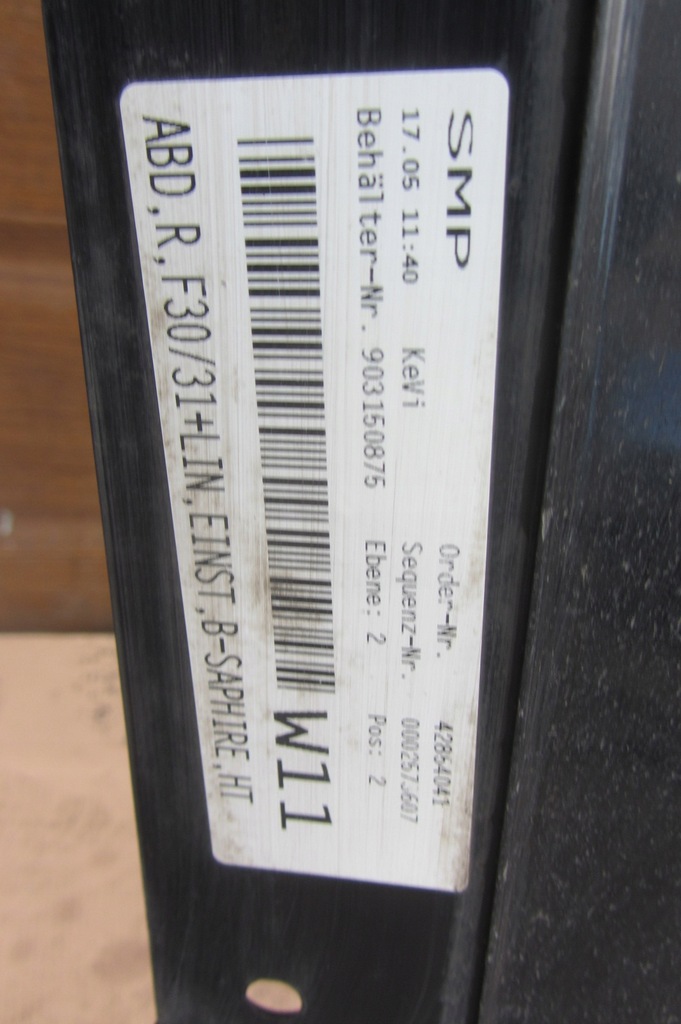 SMP
Order-Nr. 42864041
17.05 11:40 KeVi Sequenz-Nr. 000257J607
Behälter-Nr. 903150875 Ebene: 2 Pos: 2
W11
ABD,R,F30/31+LIN,EINST,B-SAPHIRE,HT